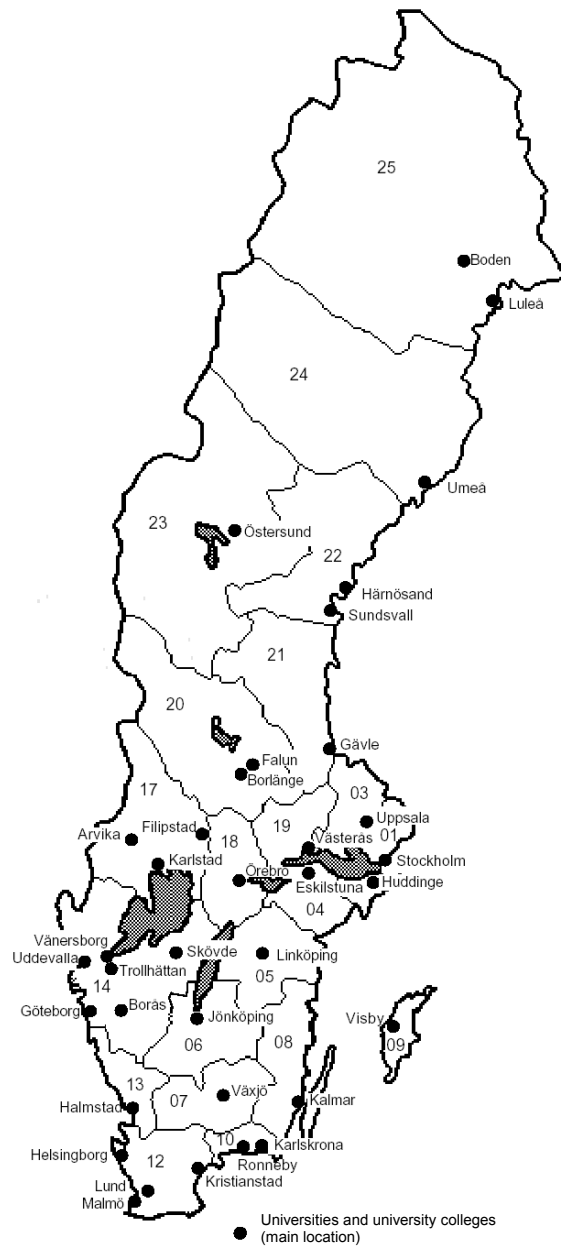 25
Boden
Luleå
24
Umeå
23
Östersund
22
Härnösand
Sundsvall
21
20
Gävle
Falun
Borlänge
17
03
Uppsala
Filipstad
19
01
Arvika
18
Västerås
Karlstad
Stockholm
Örebro
Eskilstuna
Huddinge
04
Vänersborg
Skövde
Linköping
Uddevalla
Trollhättan
05
14
Göteborg
Borås
Jönköping
Visby
06
08
09
13
07
Växjö
Kalmar
Halmstad
10
Karlskrona
Helsingborg
12
Ronneby
Kristianstad
Lund
Malmö
Universities and university colleges
(main location)